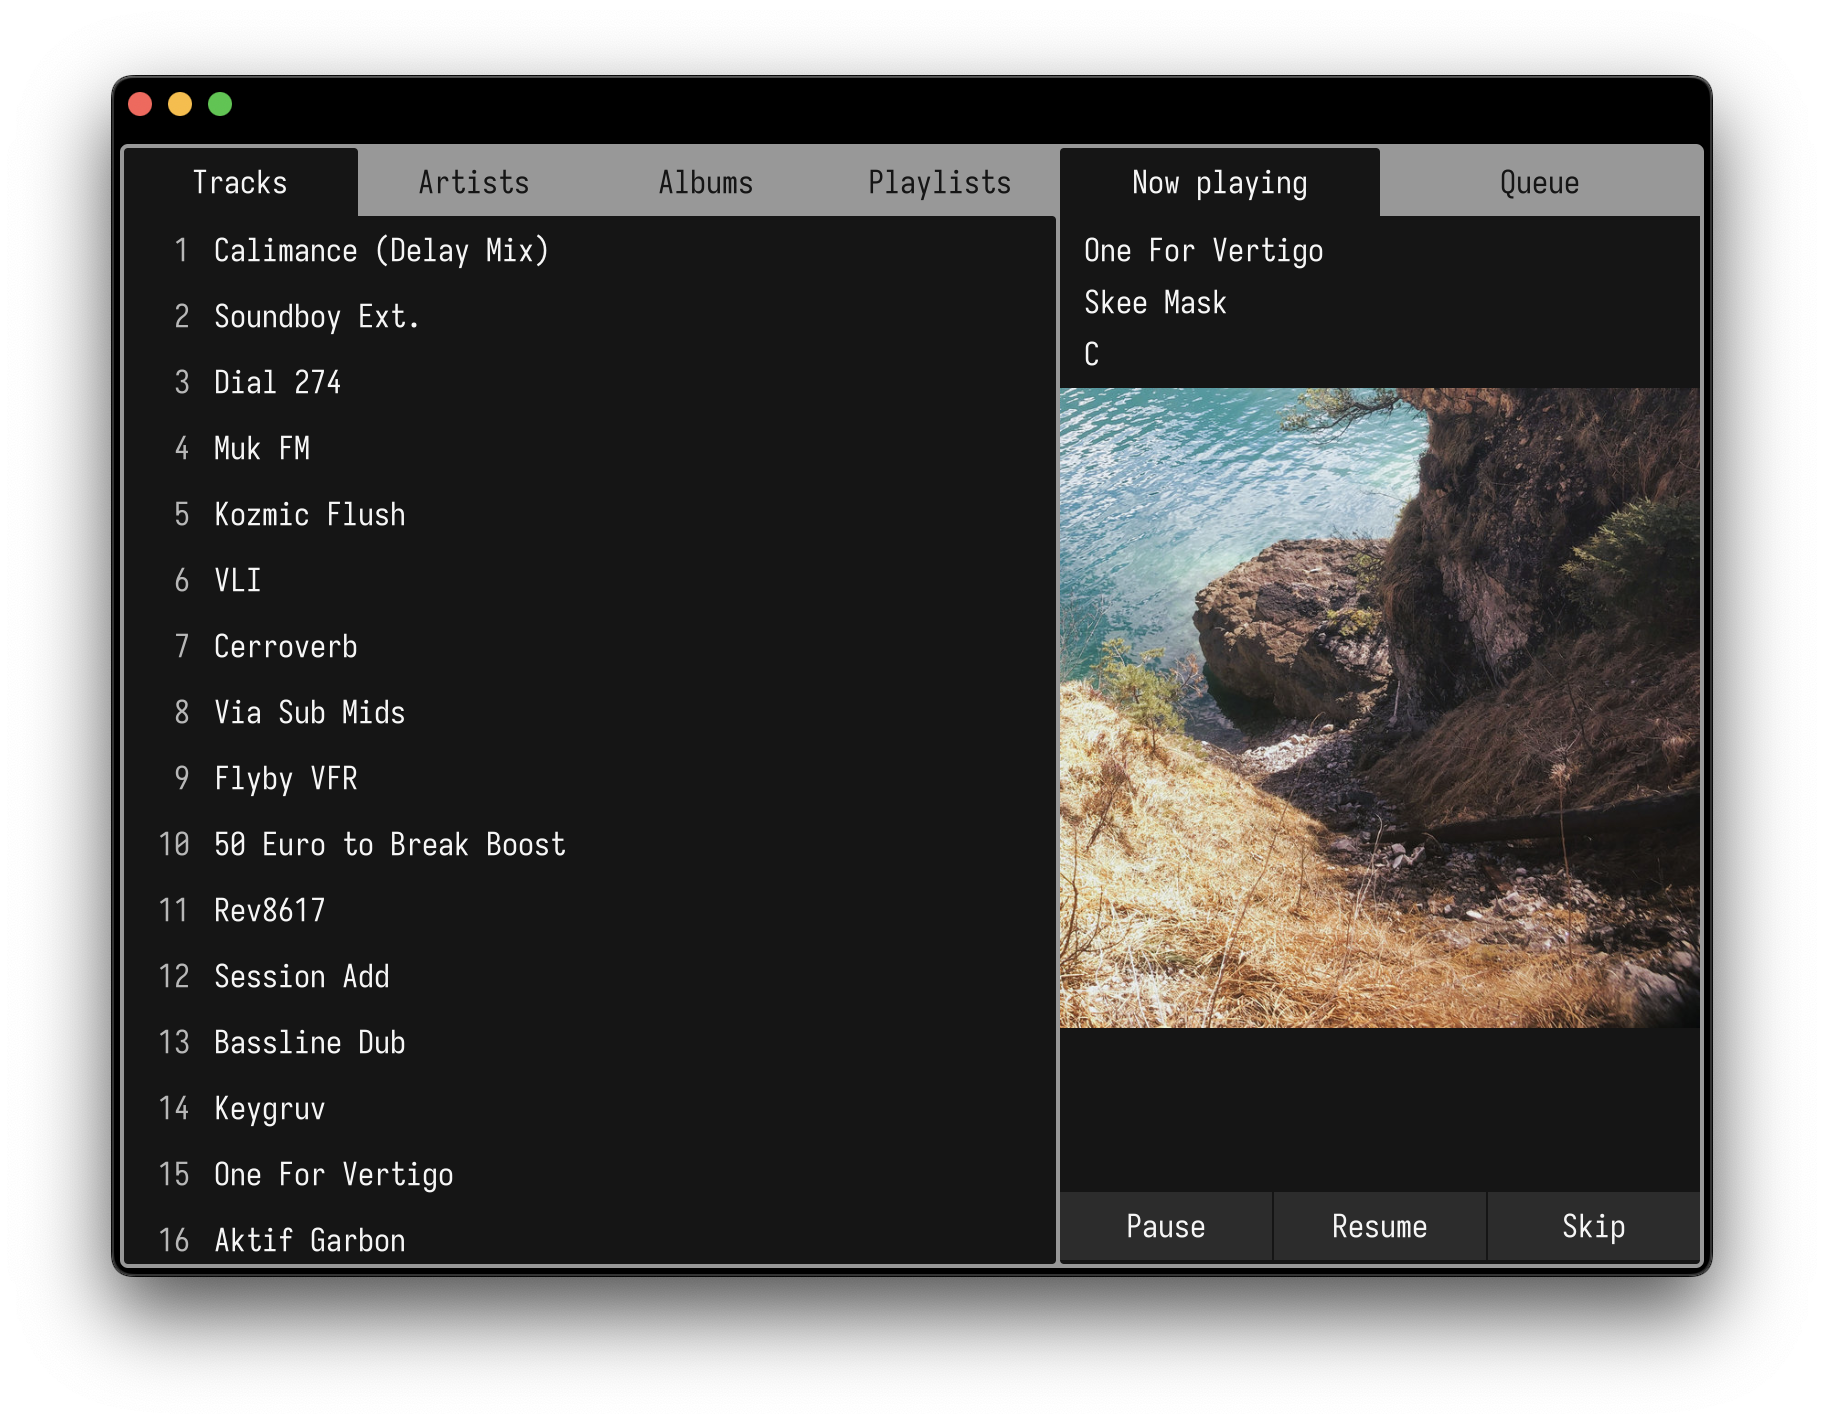 Tracks Artists Albums Playlists
1 Calimance (Delay Mix)
2 Soundboy Ext.
3 Dial 274
4 Muk FM
5 Kozmic Flush
6 VLI
7 Cerroverb
8 Via Sub Mids
9 Flyby VFR
10 50 Euro to Break Boost
11 Rev8617
12 Session Add
13 Bassline Dub
14 Keygruv
15 One For Vertigo
16 Aktif Garbon
Now playing Queue
One For Vertigo
Skee Mask
C
Pause Resume Skip